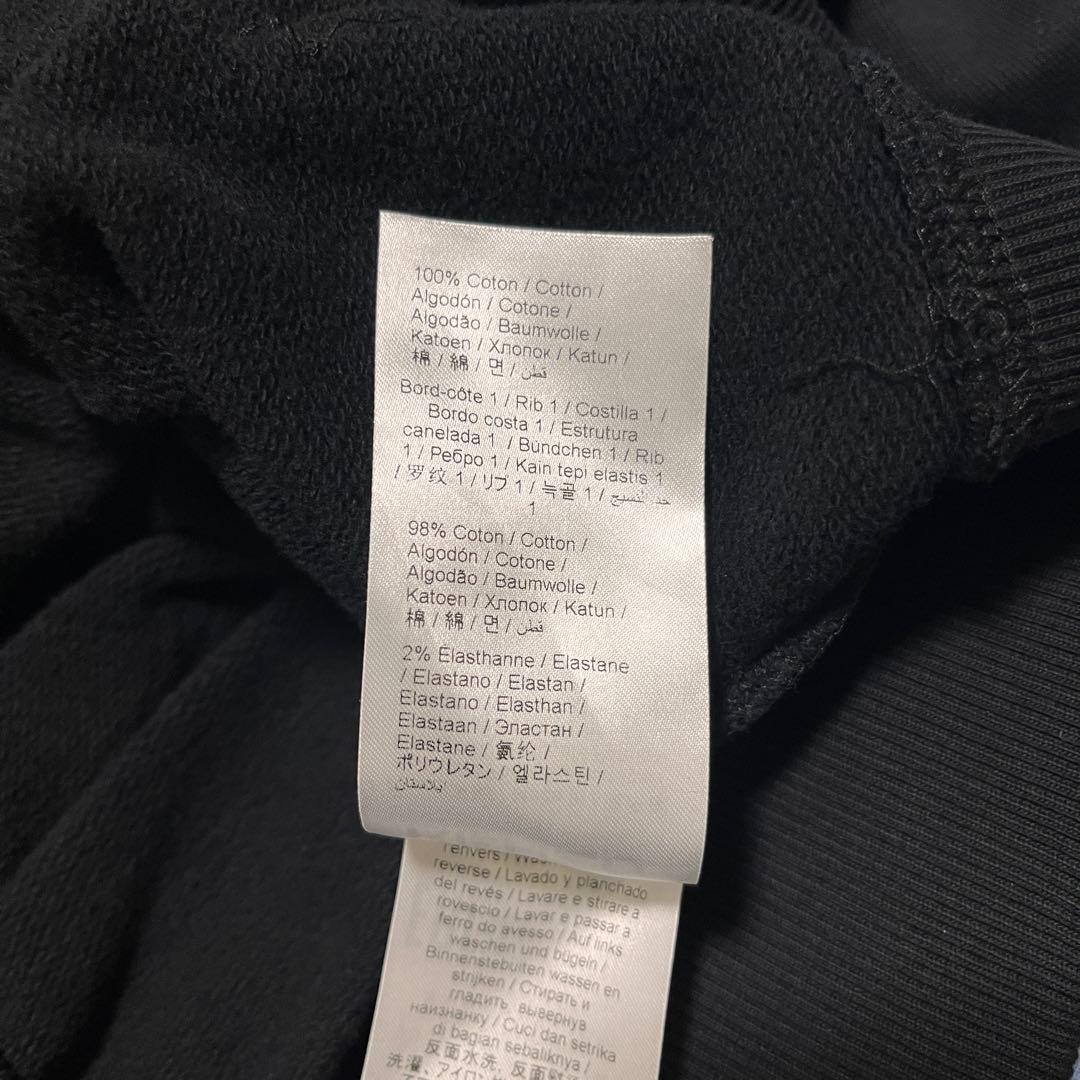 100% Coton / Cotton /
Algodón / Cotone /
Algodão / Baumwolle /
Katoen / Хлопок / Katun /
棉 / 綿 / 면 / قطن
Bord-côte 1 / Rib 1 / Costilla 1 /
Bordo costa 1 / Estrutura
canelada 1 / Bündchen 1 / Rib
1 / Ребро 1 / Kain tepi elastis 1
/ 罗纹 1 / リブ 1 / 늑골 1 /
1
98% Coton / Cotton /
Algodón / Cotone /
Algodão / Baumwolle /
Katoen / Хлопок / Katun /
棉 / 綿 / 면 / قطن
2% Élasthanne / Elastane
/ Elastano / Elastan /
Elastano / Elasthan /
Elastaan / Эластан /
Elastane / 氨纶 /
ポリウレタン / 엘라스틴 /
l'envers /
reverse / Lavado y planchado
del revés / Lavare e stirare a
rovescio / Lavar e passar a
ferro do avesso / Auf links
waschen und bügeln /
Binnenstebuiten wassen en
strijken / Стирать и
гладить, вывернув
наизнанку / Cuci dan setrika
di bagian sebaliknya /
反面水洗、反面